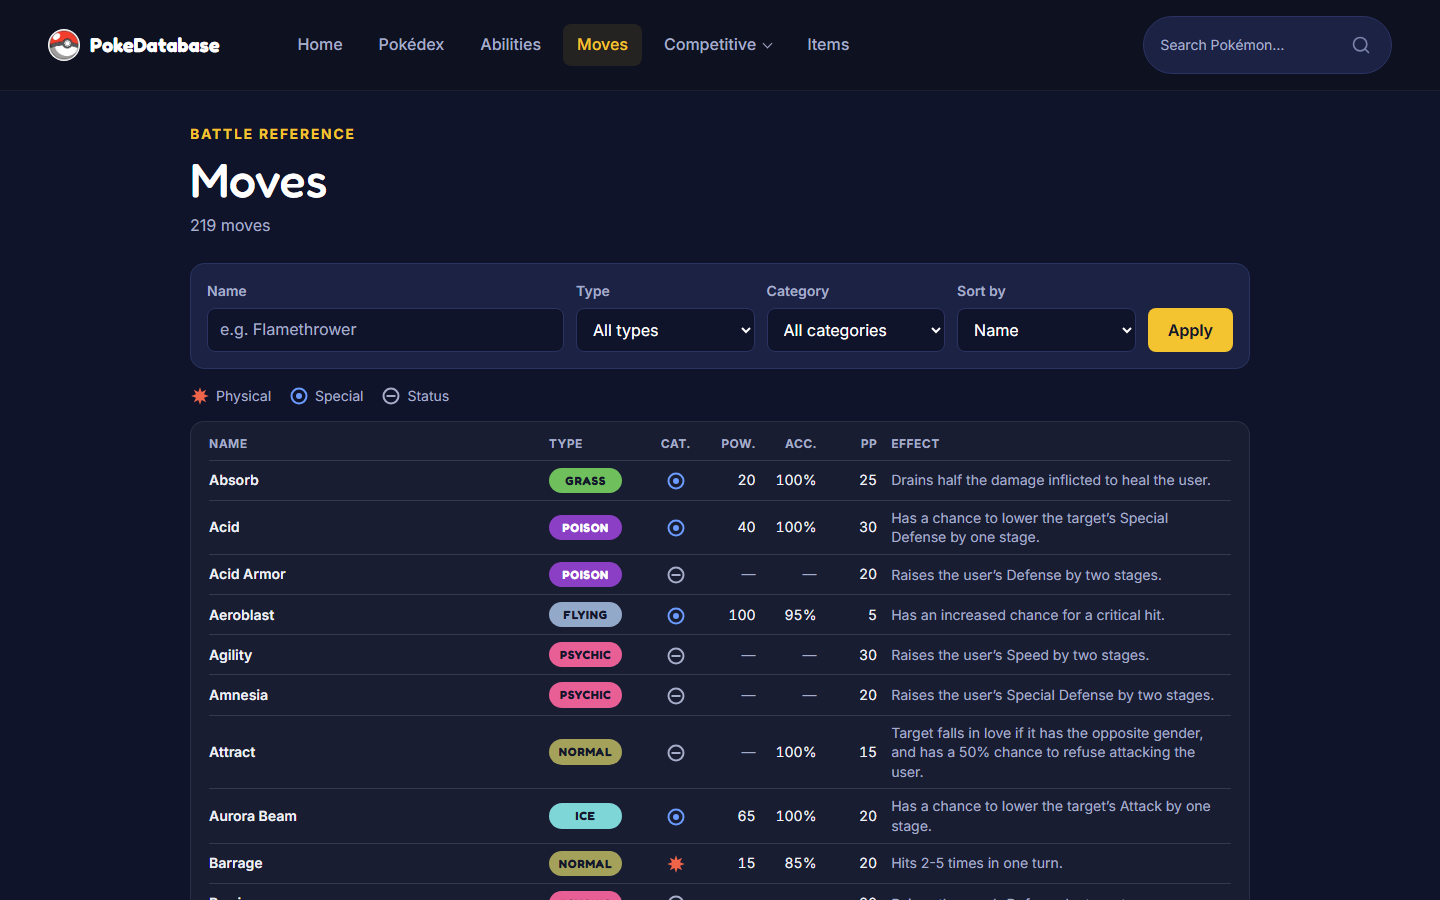 PokeDatabase Home Pokédex Abilities Moves Competitive Items Search Pokémon...
BATTLE REFERENCE
Moves
219 moves
Name Type Category Sort by
e.g. Flamethrower All types All categories Name Apply
Physical Special Status
NAME TYPE CAT. POW. ACC. PP EFFECT
Absorb GRASS 20 100% 25 Drains half the damage inflicted to heal the user.
Acid POISON 40 100% 30 Has a chance to lower the target’s Special
Defense by one stage.
Acid Armor POISON — — 20 Raises the user’s Defense by two stages.
Aeroblast FLYING 100 95% 5 Has an increased chance for a critical hit.
Agility PSYCHIC — — 30 Raises the user’s Speed by two stages.
Amnesia PSYCHIC — — 20 Raises the user’s Special Defense by two stages.
Attract NORMAL — 100% 15 Target falls in love if it has the opposite gender,
and has a 50% chance to refuse attacking the
user.
Aurora Beam ICE 65 100% 20 Has a chance to lower the target’s Attack by one
stage.
Barrage NORMAL 15 85% 20 Hits 2-5 times in one turn.